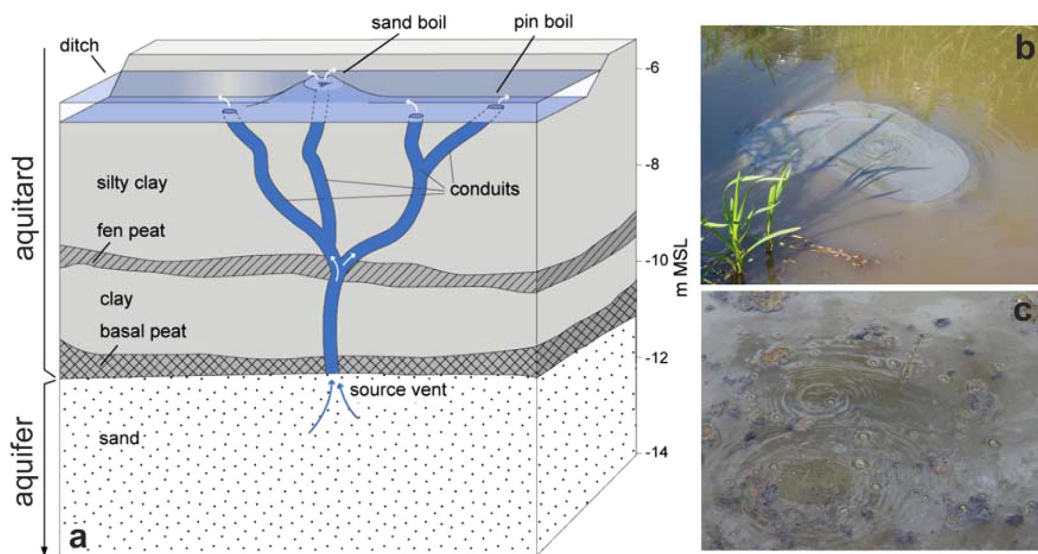 sand boil
pin boil
ditch
b
-6
silty clay
conduits
-8
aquitard
fen peat
-10
m MSL
clay
basal peat
c
-12
source vent
sand
aquifer
-14
a